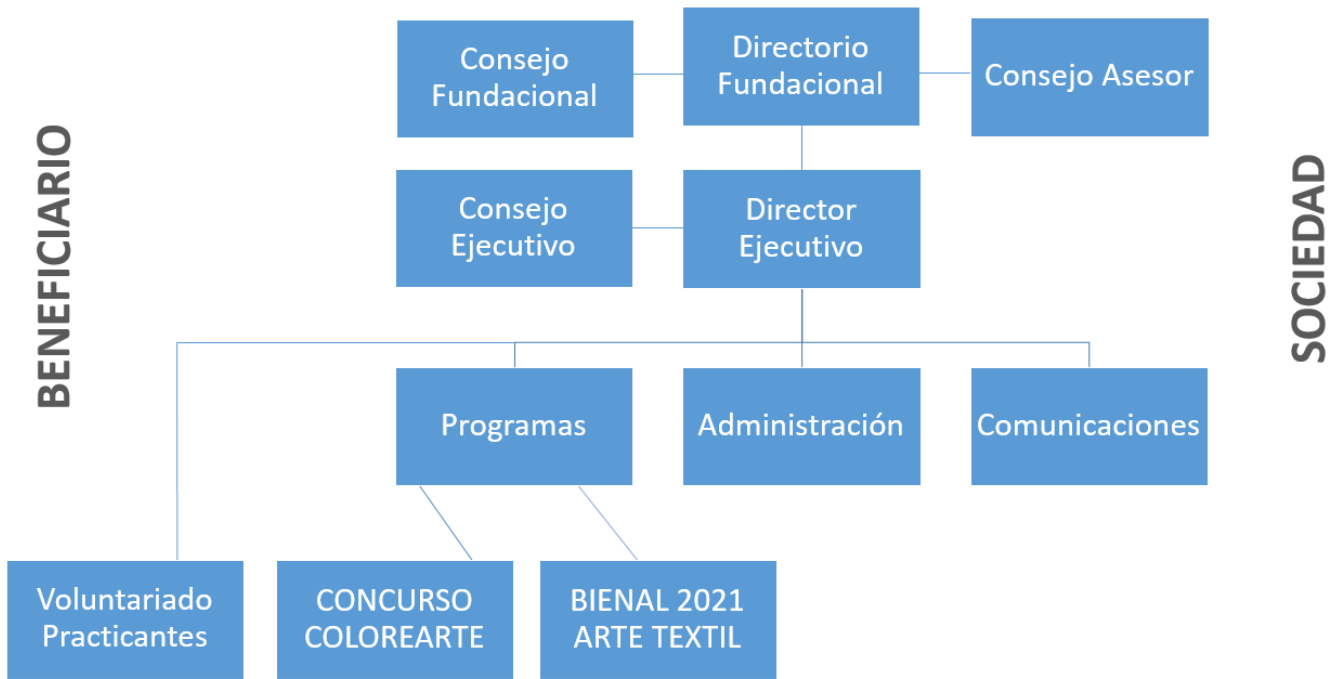 Consejo
Fundacional
Directorio
Fundacional
Consejo Asesor
BENEFICIARIO
SOCIEDAD
Consejo
Ejecutivo
Director
Ejecutivo
Programas
Administración
Comunicaciones
Voluntariado
Practicantes
CONCURSO
COLOREARTE
BIENAL 2021
ARTE TEXTIL